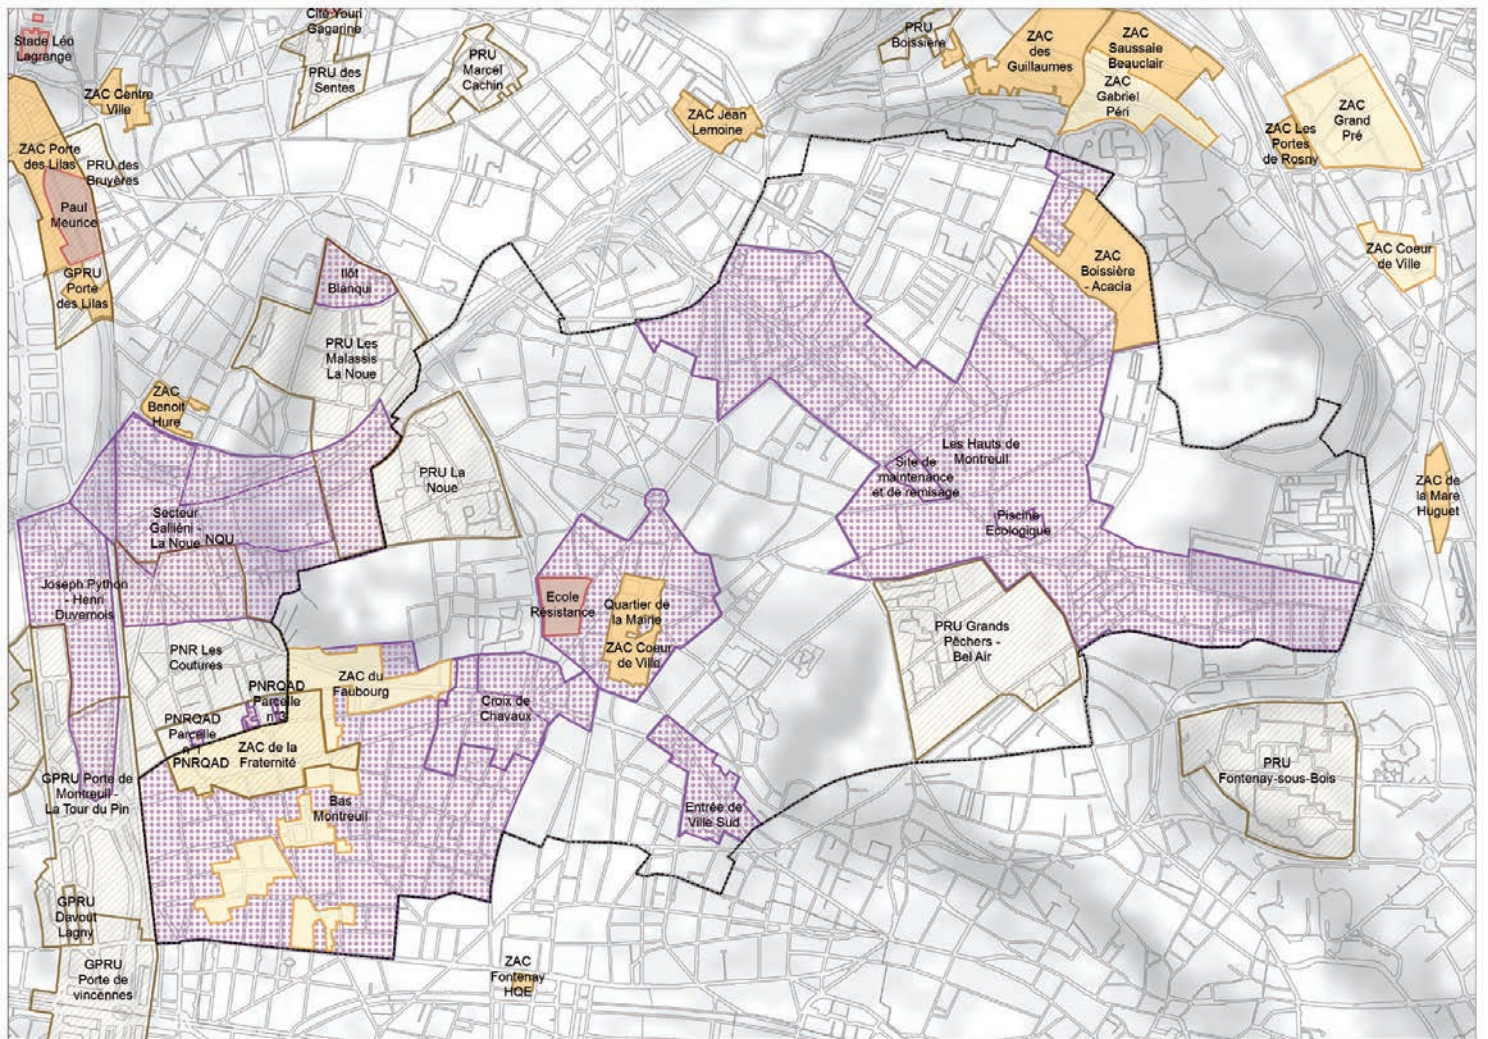 Cité Youri
Gagarine
Stade Léo
Lagrange
PRU des
Sentes
PRU
Marcel
Cachin
PRU
Boissière
ZAC
des
Guillaumes
ZAC
Saussaie
Beauclair
ZAC
Gabriel
Péri
ZAC Centre
Ville
ZAC Jean
Lemoine
ZAC
Grand
Pré
ZAC Les
Portes
de Rosny
ZAC Porte
des Lilas
PRU des
Bruyères
Paul
Meurice
GPRU
Porte
des Lilas
ZAC Coeur
de Ville
ZAC
Boissière
- Acacia
Ilôt
Blanqui
PRU Les
Malassis
La Noue
ZAC
Benoit
Hure
Les Hauts de
Montreuil
Site de
maintenance
et de remisage
PRU La
Noue
ZAC de
la Mare
Huguet
Secteur
Galliéni -
La Noue
NQU
Piscine
Ecologique
Joseph Python
- Henri
Duvernois
Ecole
Résistance
Quartier de
la Mairie
ZAC Coeur
de Ville
PRU Grands
Pêchers -
Bel Air
PNR Les
Coutures
ZAC du
Faubourg
PNRQAD
Parcelle
n°3
Croix de
Chavaux
PNRQAD
Parcelle
PNRQAD
ZAC de la
Fraternité
GPRU Porte de
Montreuil -
La Tour du Pin
Bas
Montreuil
Entrée de
Ville Sud
PRU
Fontenay-sous-Bois
GPRU
Davout
Lagny
GPRU
Porte de
vincennes
ZAC
Fontenay
HQE